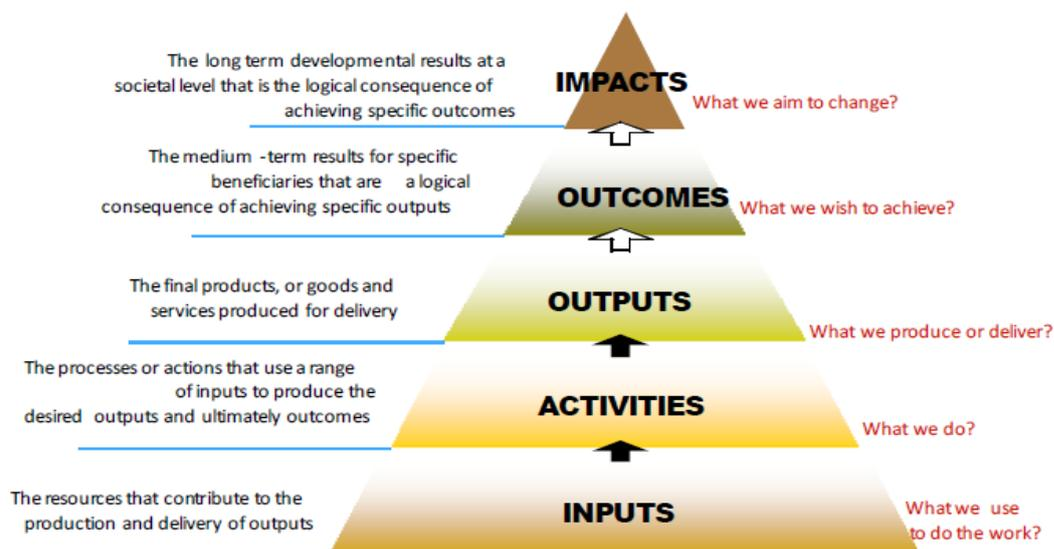 The long term developmental results at a
societal level that is the logical consequence of
achieving specific outcomes
IMPACTS
What we aim to change?
The medium -term results for specific
beneficiaries that are a logical
consequence of achieving specific outputs
OUTCOMES
What we wish to achieve?
The final products, or goods and
services produced for delivery
OUTPUTS
What we produce or deliver?
The processes or actions that use a range
of inputs to produce the
desired outputs and ultimately outcomes
ACTIVITIES
What we do?
The resources that contribute to the
production and delivery of outputs
INPUTS
What we use
to do the work?